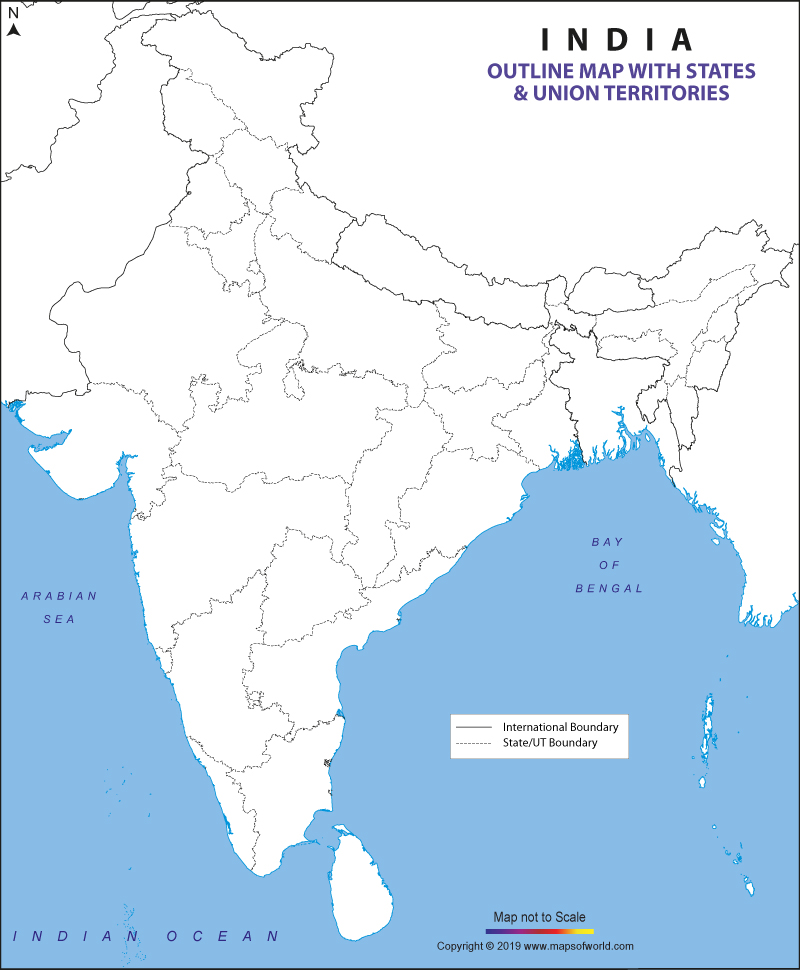 N
INDIA
OUTLINE MAP WITH STATES
& UNION TERRITORIES
BAY
OF
BENGAL
ARABIAN
SEA
International Boundary
State/UT Boundary
Map not to Scale
INDIAN OCEAN
Copyright © 2019 www.mapsofworld.com